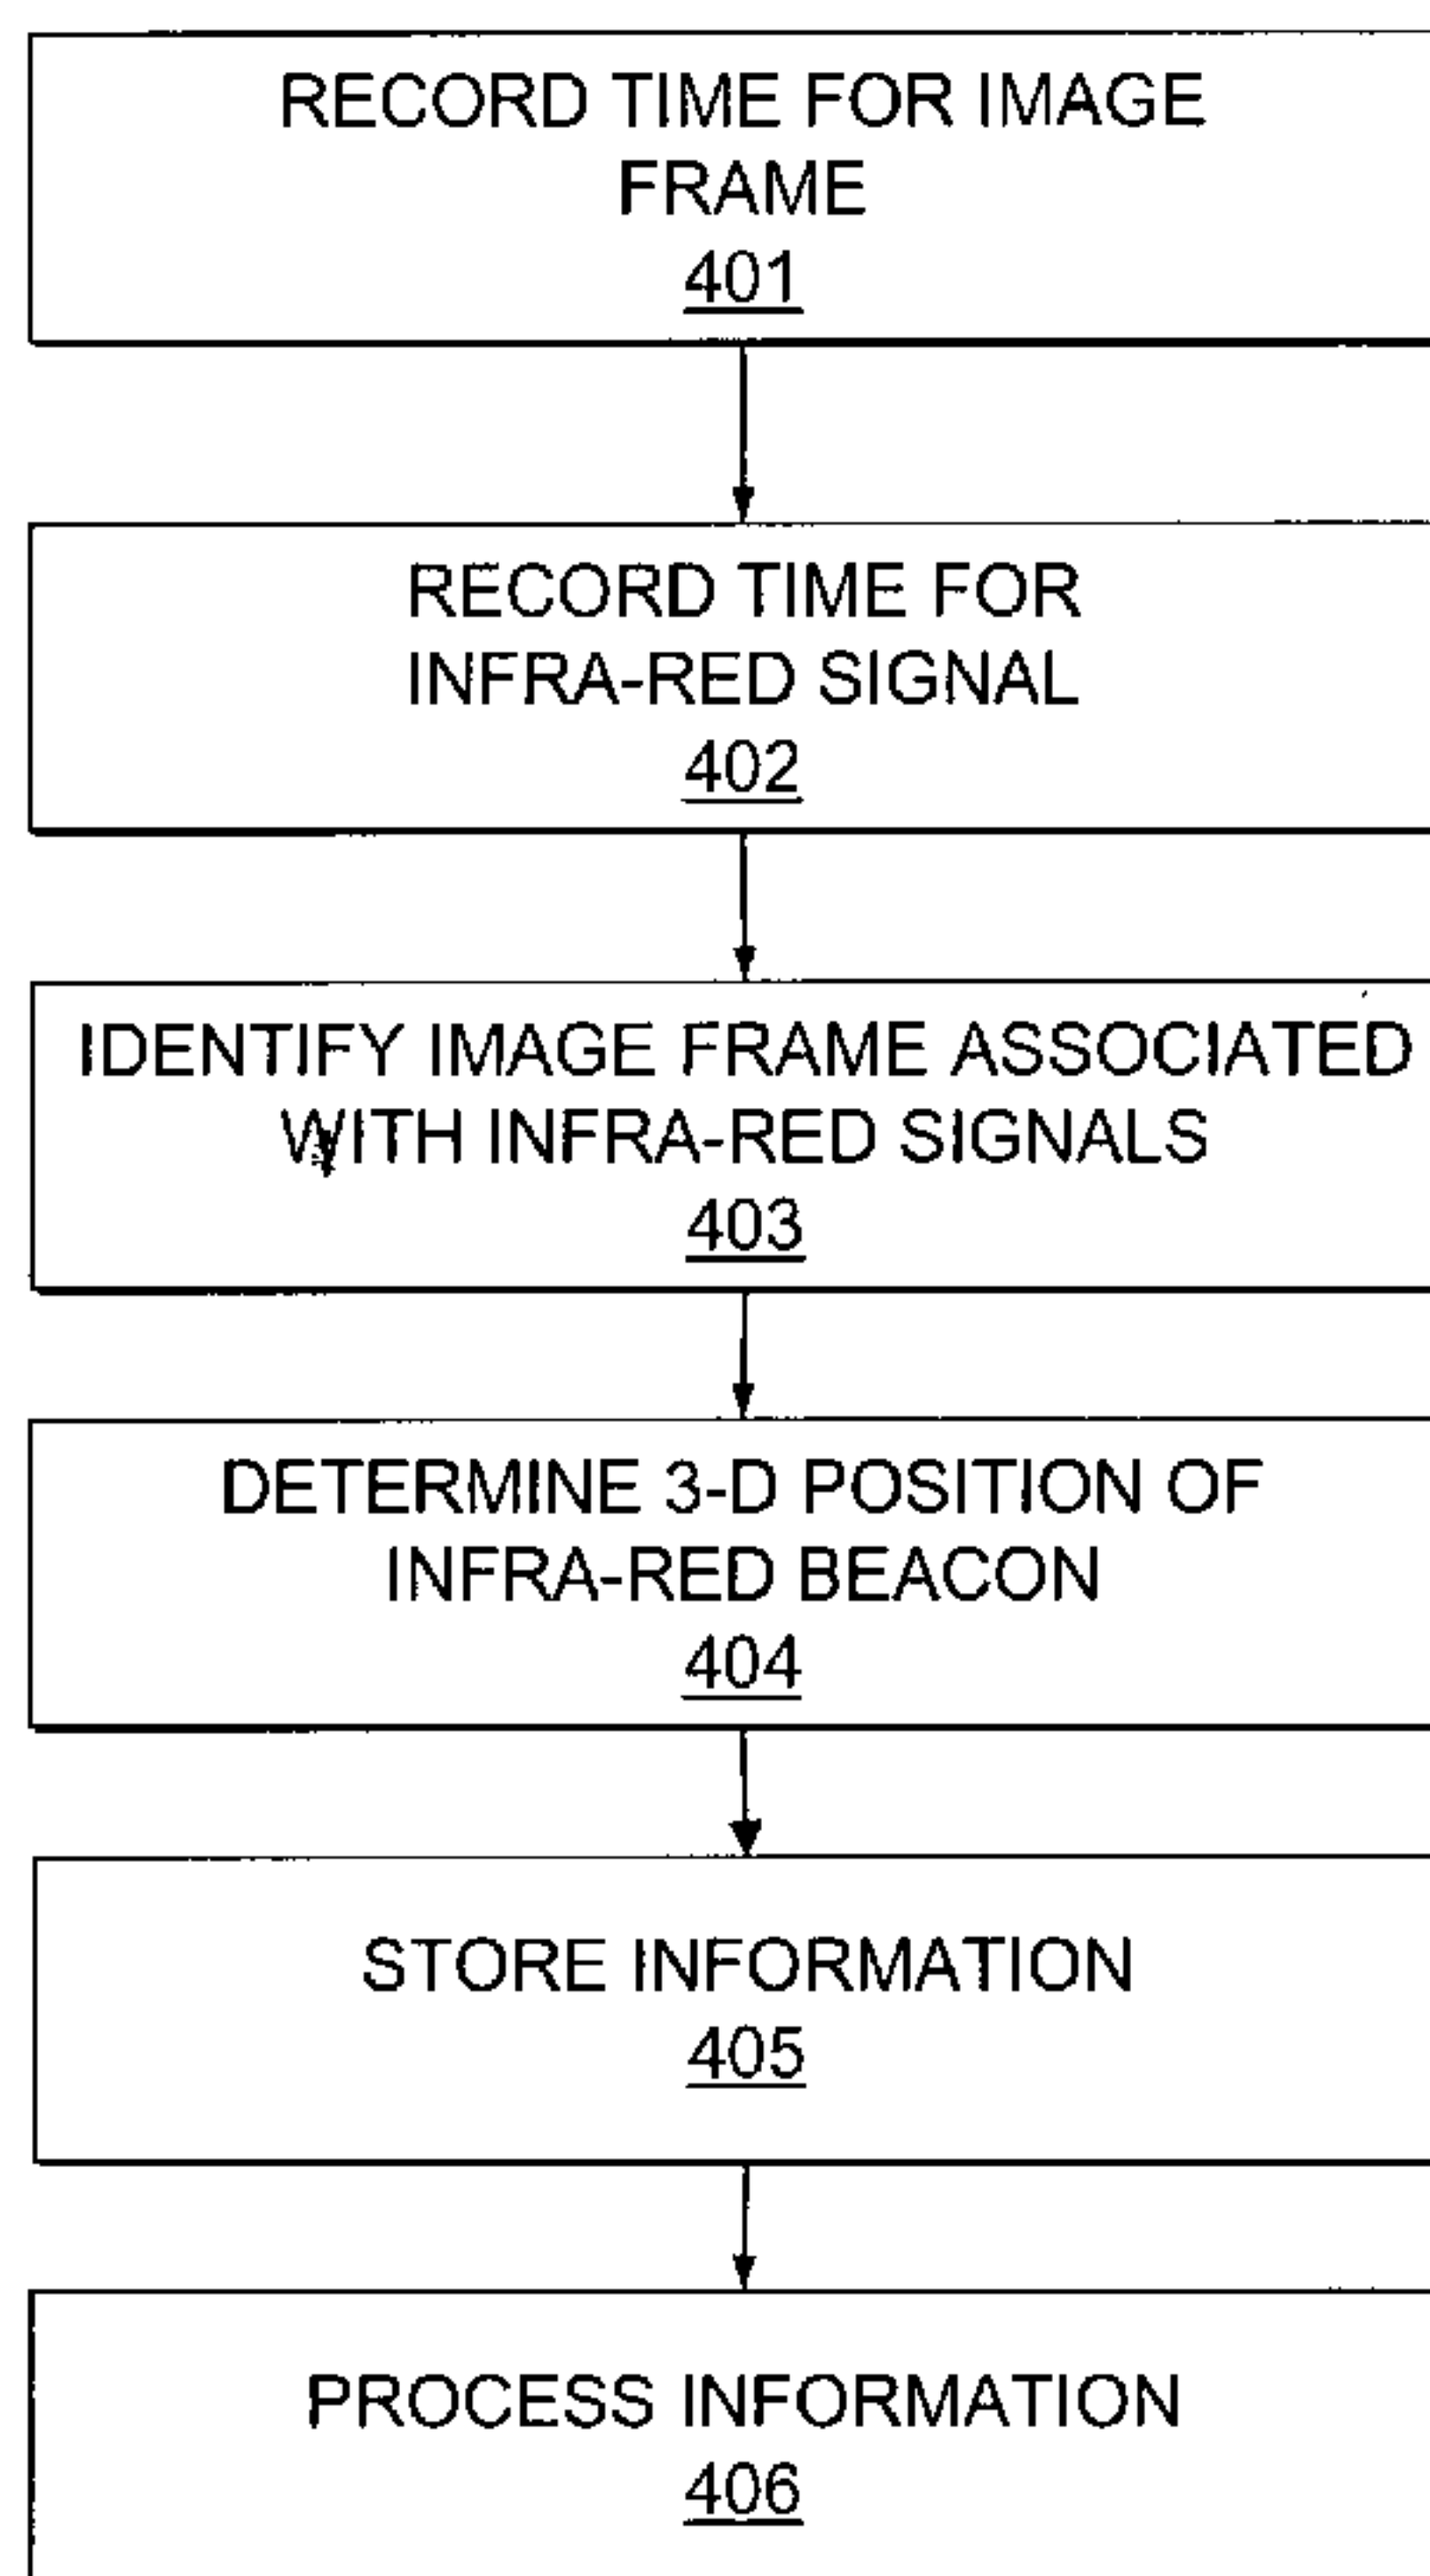 RECORD TIME FOR IMAGE
FRAME
401
RECORD TIME FOR
INFRA-RED SIGNAL
402
IDENTIFY IMAGE FRAME ASSOCIATED
WITH INFRA-RED SIGNALS
403
DETERMINE 3-D POSITION OF
INFRA-RED BEACON
404
STORE INFORMATION
405
PROCESS INFORMATION
406